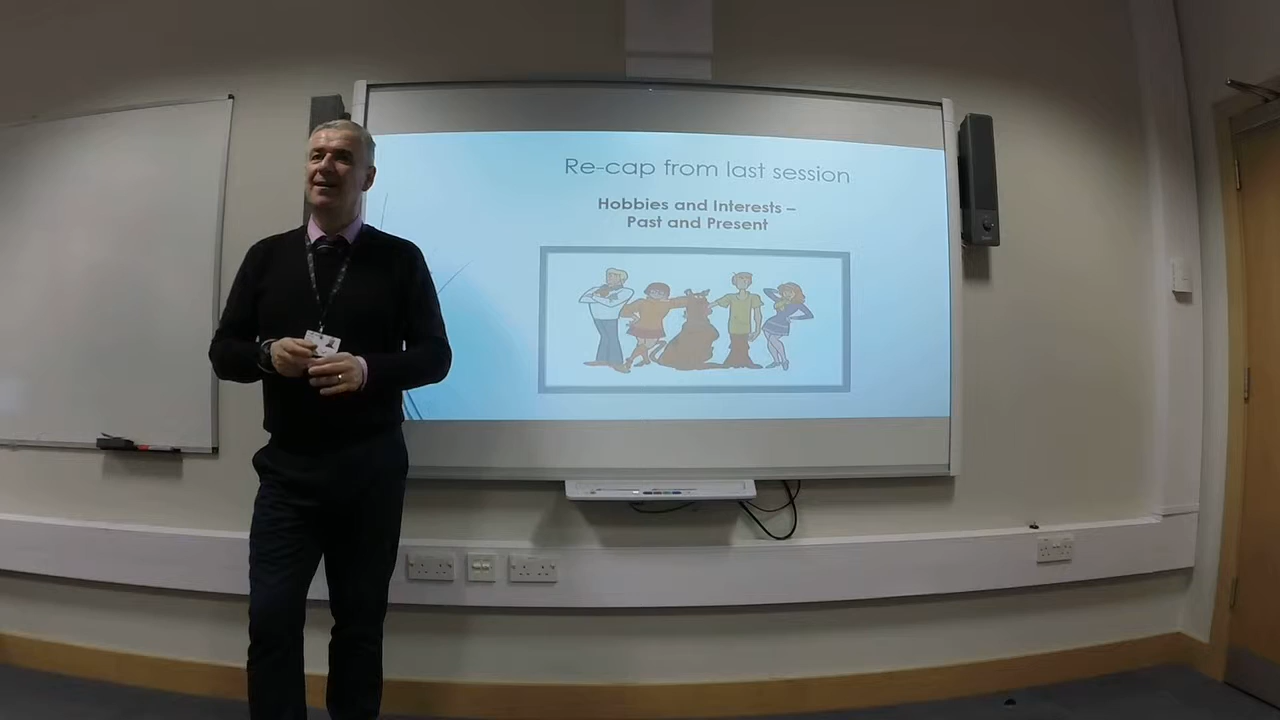 Re-cap from last session
Hobbies and Interests –
Past and Present